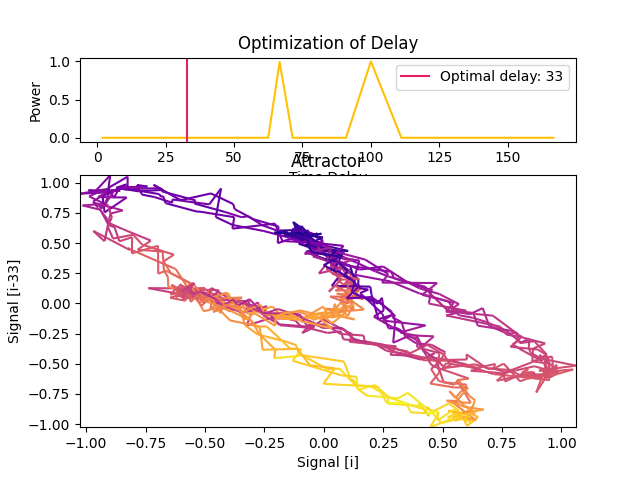 Optimization of Delay
1.0
0.5
0.0
Power
Optimal delay: 33
0 25 50 75 100 125 150
Time Delay
Attractor
1.00
0.75
0.50
0.25
0.00
−0.25
−0.50
−0.75
−1.00
Signal [i-33]
−1.00 −0.75 −0.50 −0.25 0.00 0.25 0.50 0.75 1.00
Signal [i]